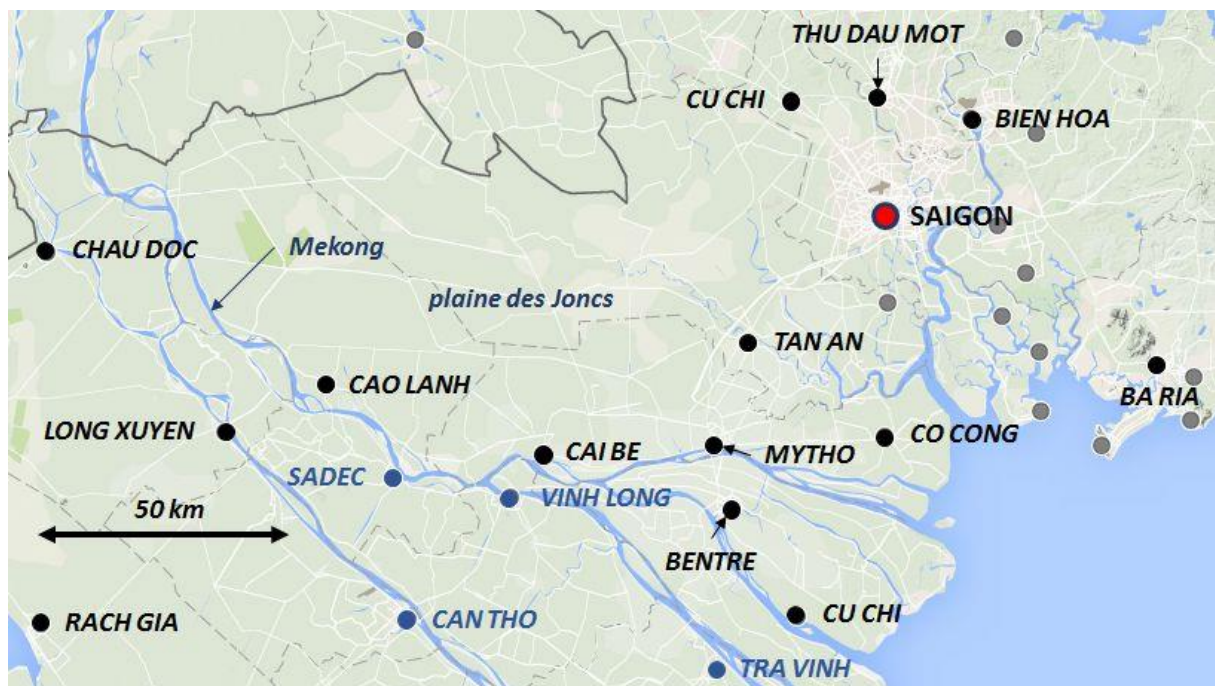 THU DAU MOT
CU CHI
BIEN HOA
SAIGON
CHAU DOC
Mekong
plaine des Joncs
TAN AN
CAO LANH
BA RIA
LONG XUYEN
CO CONG
CAI BE
MYTHO
SADEC
VINH LONG
50 km
BENTRE
CU CHI
RACH GIA
CAN THO
TRA VINH